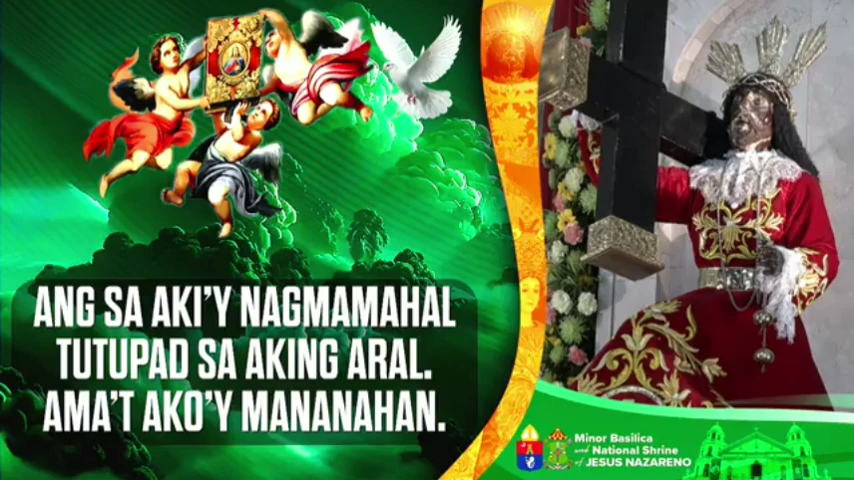 ANG SA AKI'Y NAGMAMAHAL
TUTUPAD SA AKING ARAL.
AMA'T AKO'Y MANANAHAN.
Minor Basilica
and National Shrine
of JESUS NAZARENO